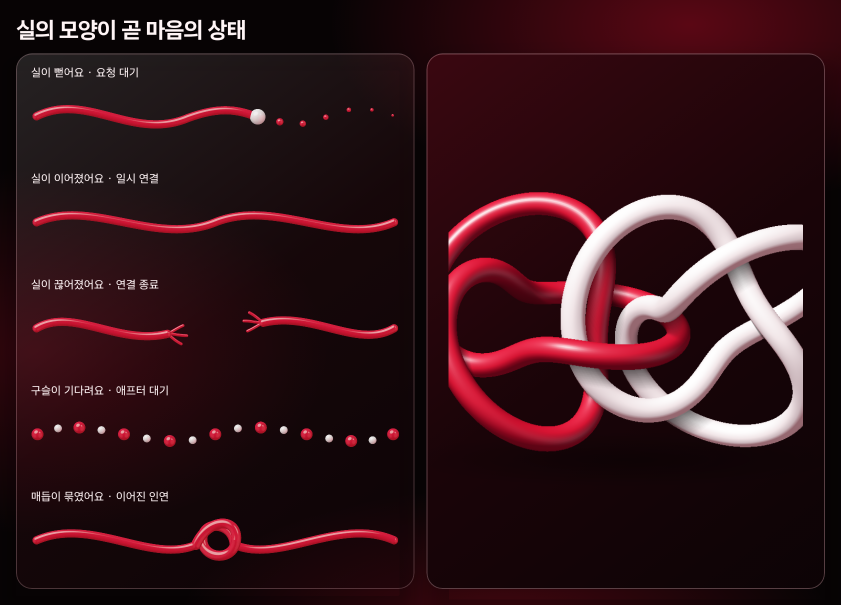 실의 모양이 곧 마음의 상태
실이 뻗어요 · 요청 대기
실이 이어졌어요 · 일시 연결
실이 끊어졌어요 · 연결 종료
구슬이 기다려요 · 애프터 대기
매듭이 묶였어요 · 이어진 인연